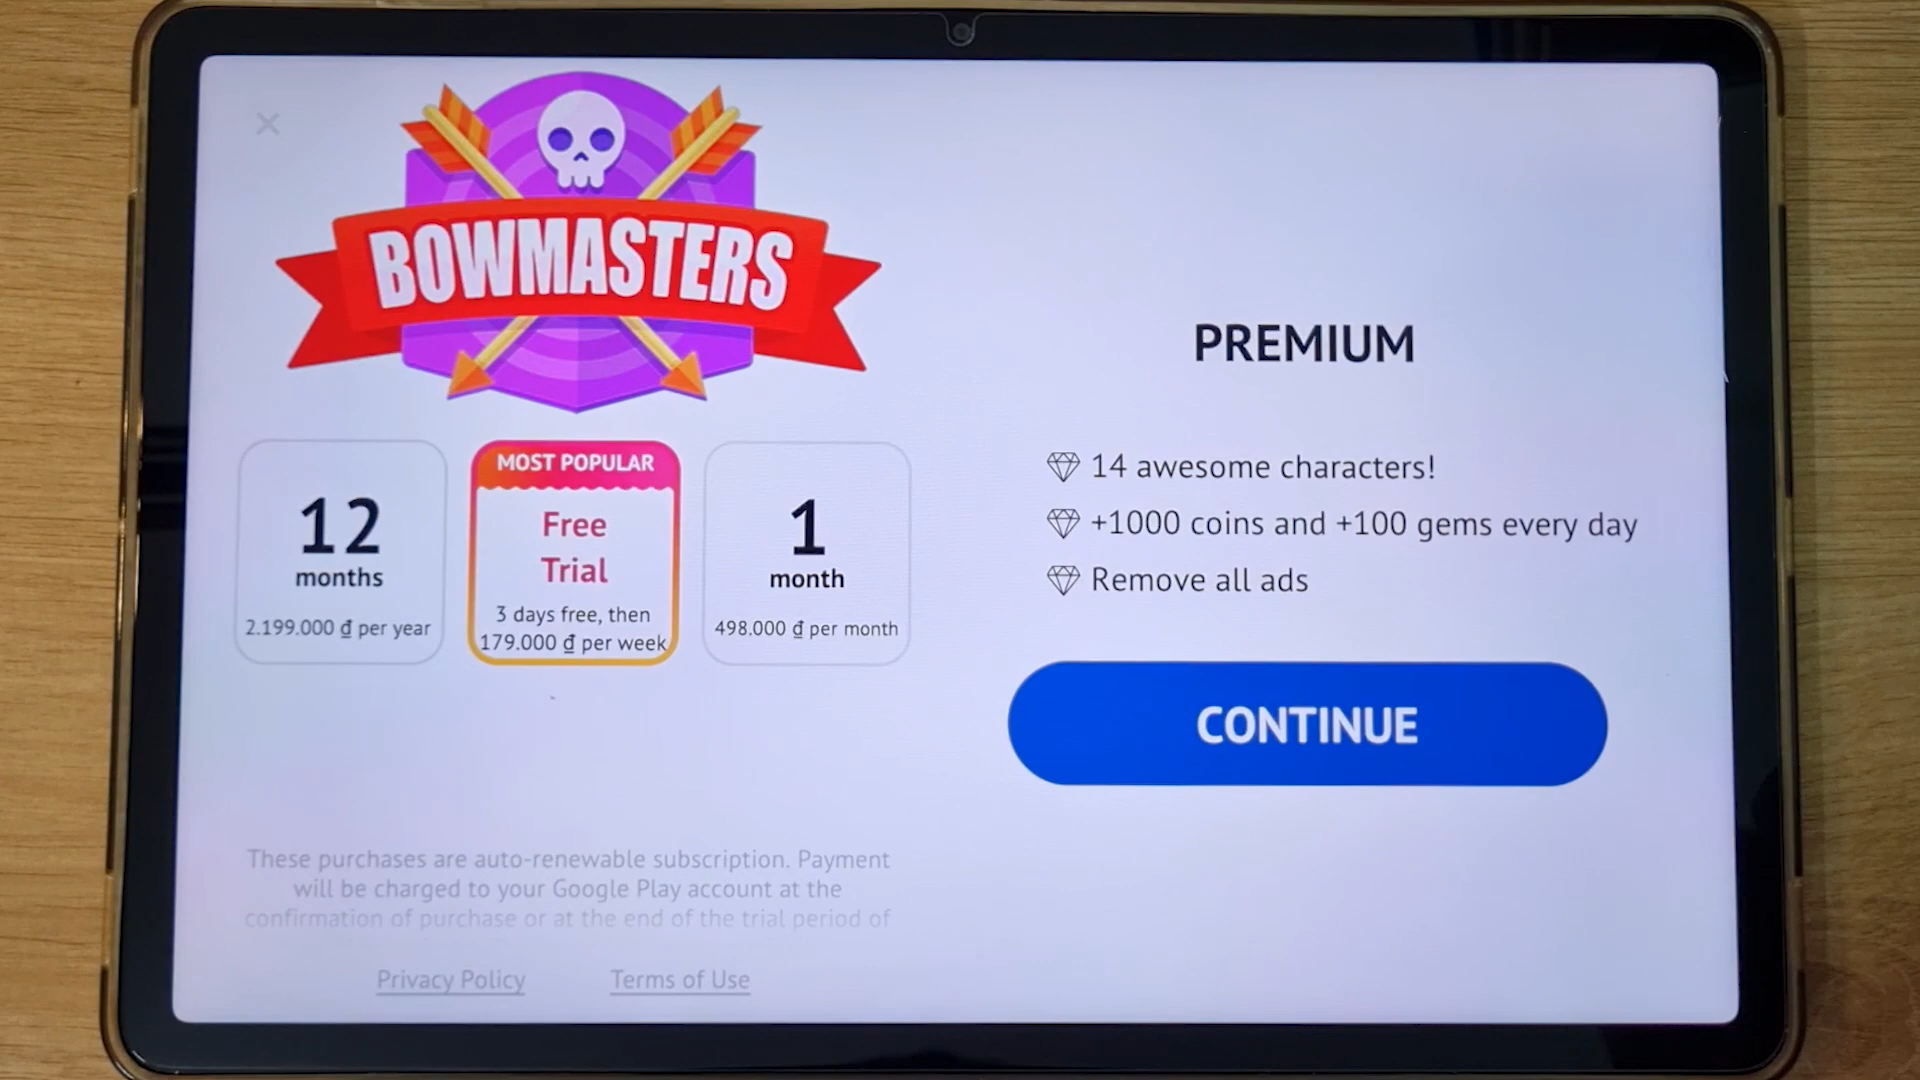 BOWMASTERS
12
months
2.199.000 ₫ per year
MOST POPULAR
Free
Trial
3 days free, then
179.000 ₫ per week
1
month
498.000 ₫ per month
These purchases are auto-renewable subscription. Payment
will be charged to your Google Play account at the
confirmation of purchase or at the end of the trial period of
Privacy Policy
Terms of Use
PREMIUM
14 awesome characters!
+1000 coins and +100 gems every day
Remove all ads
CONTINUE